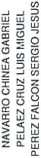 NAVARRO CHINEA GABRIEL
PELAEZ CRUZ LUIS MIGUEL
PEREZ FALCON SERGIO JESUS